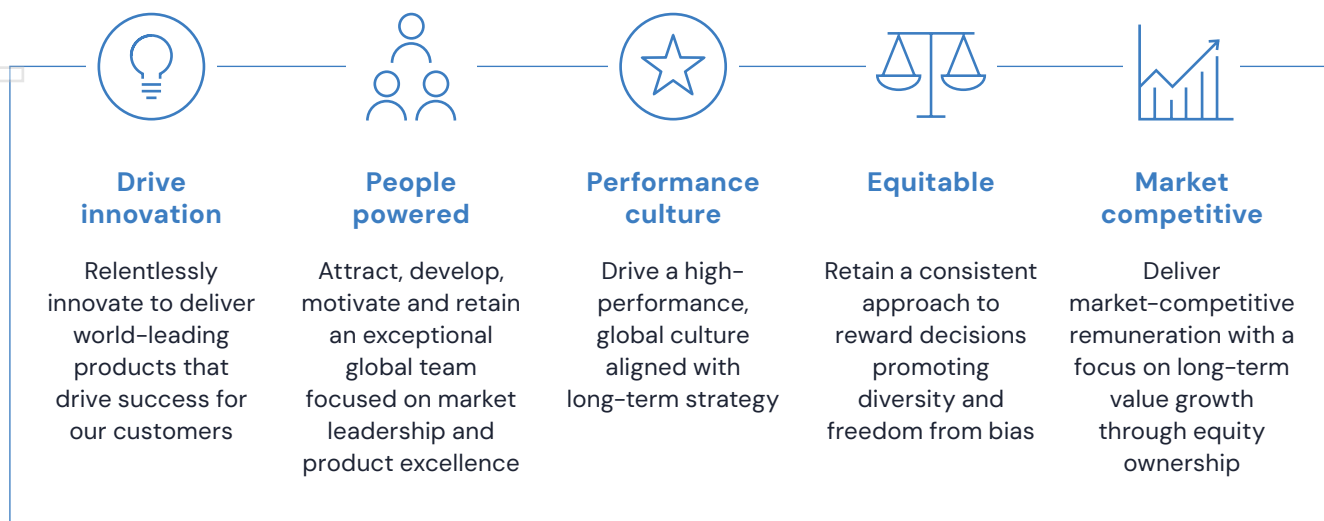 Drive
innovation
Relentlessly
innovate to deliver
world-leading
products that
drive success for
our customers
People
powered
Attract, develop,
motivate and retain
an exceptional
global team
focused on market
leadership and
product excellence
Performance
culture
Drive a high-
performance,
global culture
aligned with
long-term strategy
Equitable
Retain a consistent
approach to
reward decisions
promoting
diversity and
freedom from bias
Market
competitive
Deliver
market-competitive
remuneration with a
focus on long-term
value growth
through equity
ownership